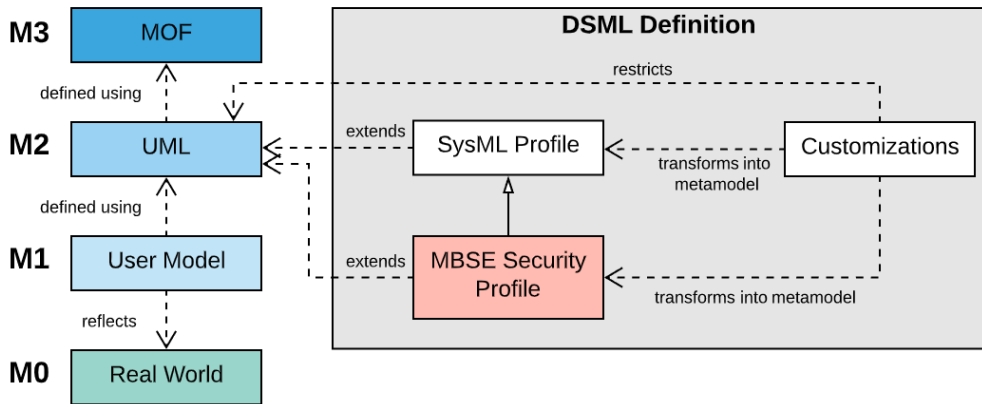 M3
MOF
DSML Definition
restricts
defined using
M2
UML
extends
SysML Profile
transforms into
metamodel
Customizations
defined using
M1
User Model
extends
MBSE Security
Profile
transforms into metamodel
reflects
M0
Real World